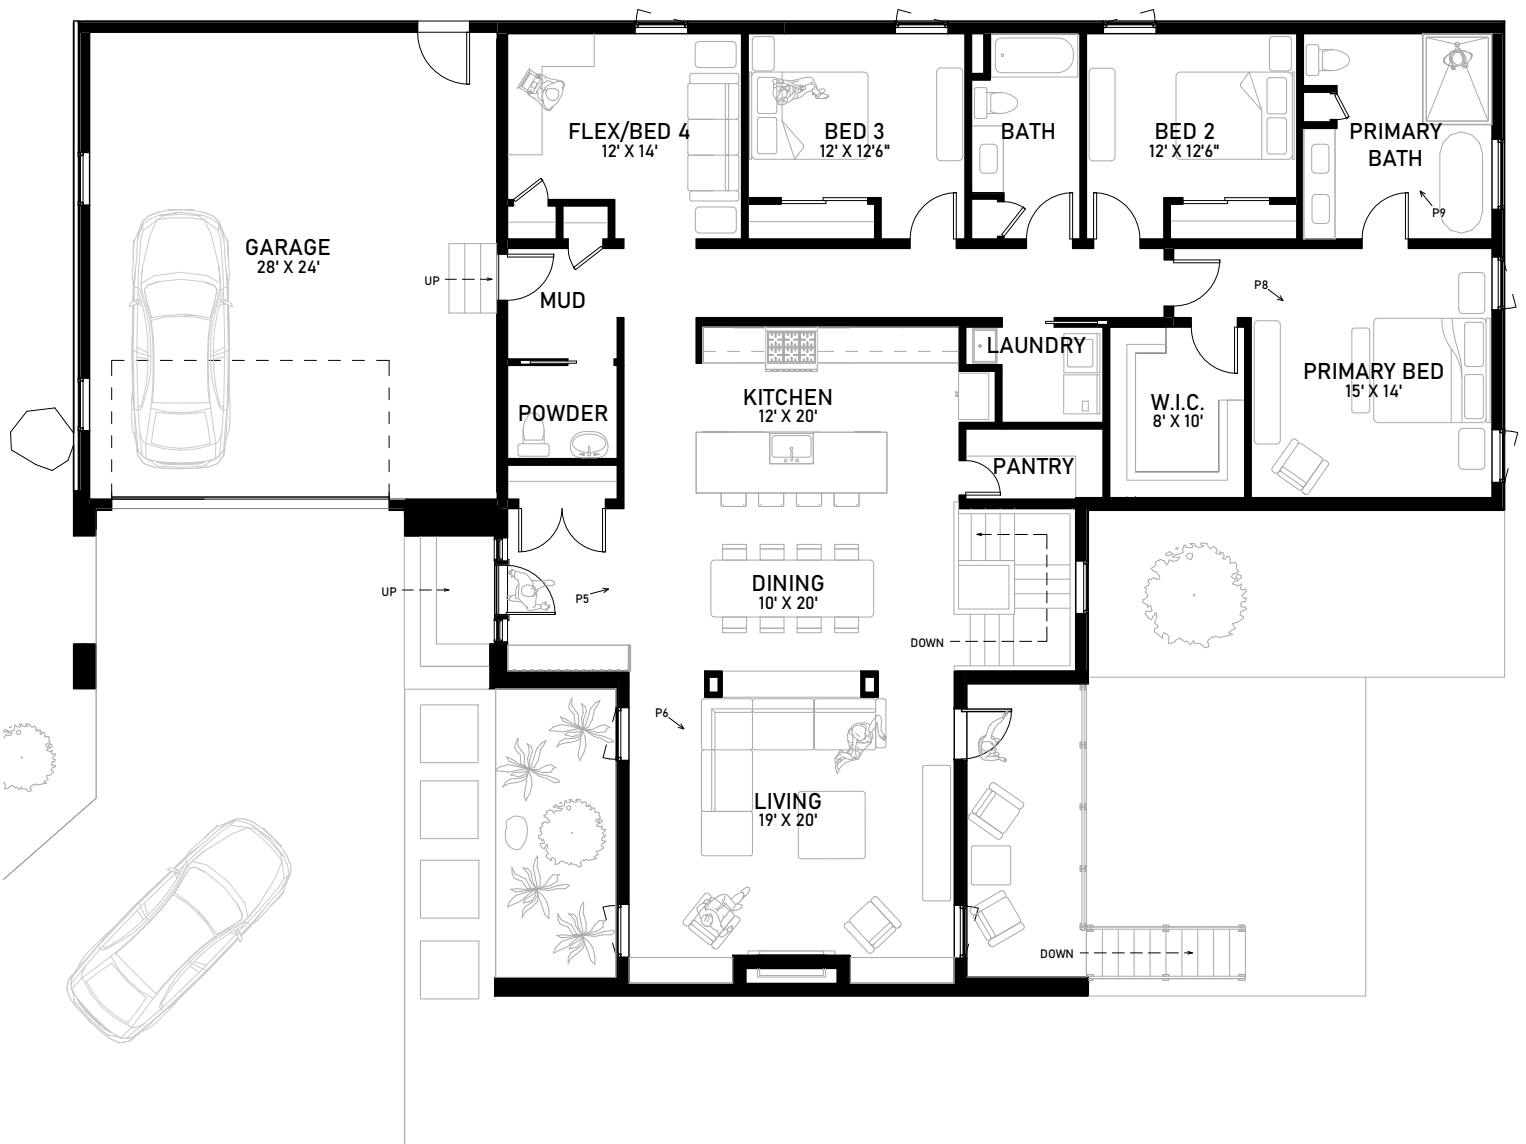 FLEX/BED 4
12' X 14'
BED 3
12' X 12'6"
BATH
BED 2
12' X 12'6"
PRIMARY
BATH
P9
GARAGE
28' X 24'
UP
MUD
P8
LAUNDRY
PRIMARY BED
15' X 14'
KITCHEN
12' X 20'
W.I.C.
8' X 10'
POWDER
PANTRY
UP
P5
DINING
10' X 20'
DOWN
P6
LIVING
19' X 20'
DOWN